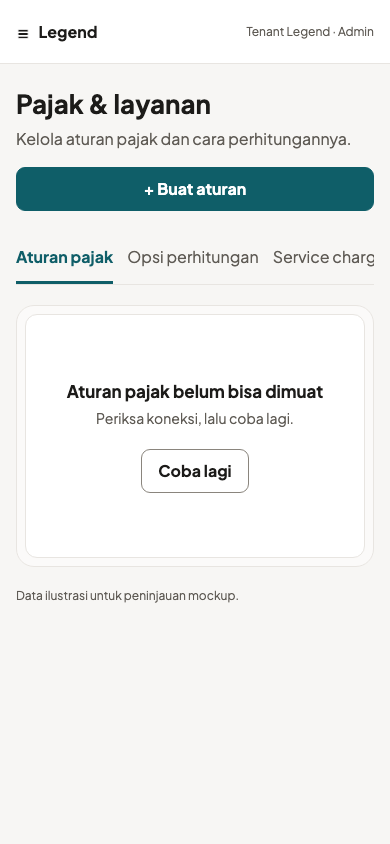 ≡ Legend
Tenant Legend · Admin
Pajak & layanan
Kelola aturan pajak dan cara perhitungannya.
+ Buat aturan
Aturan pajak Opsi perhitungan Service charg
Aturan pajak belum bisa dimuat
Periksa koneksi, lalu coba lagi.
Coba lagi
Data ilustrasi untuk peninjauan mockup.